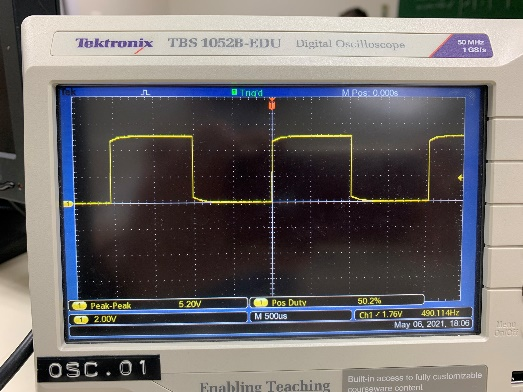 Tektronix TBS 1052B-EDU Digital Oscilloscope 50 MHz
1 GS/s
Trig'd M Pos: 0.000s
1
1 Peak-Peak 5.20V 1 Pos Duty 50.2%
1 2.00V M 500us Ch1 / 1.76V 490.114Hz
May 06, 2021, 18:06
OSC.01
Enabling Teaching
Built-in access to fully customizable
courseware content